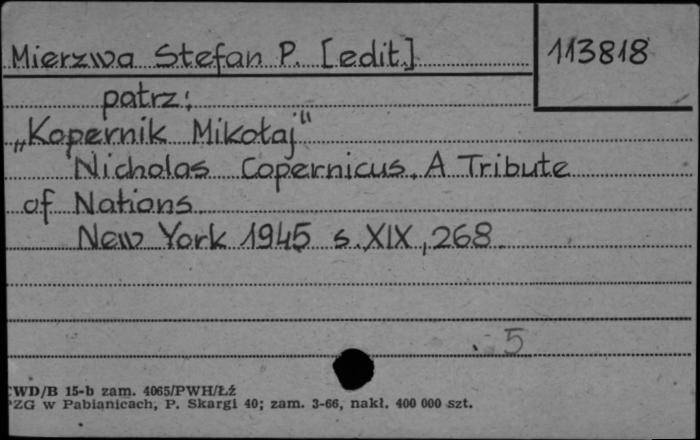 Mierzwa Stefan P. [edit.]
113818
patrz:
„Kopernik Mikołaj"
Nicholas Copernicus. A Tribute
of Nations
New York 1945 s. XIX, 268.
5
WD/B 15-b zam. 4065/PWH/Łź
ZG w Pabianicach, P. Skargi 40; zam. 3-66, nakł. 400 000 szt.